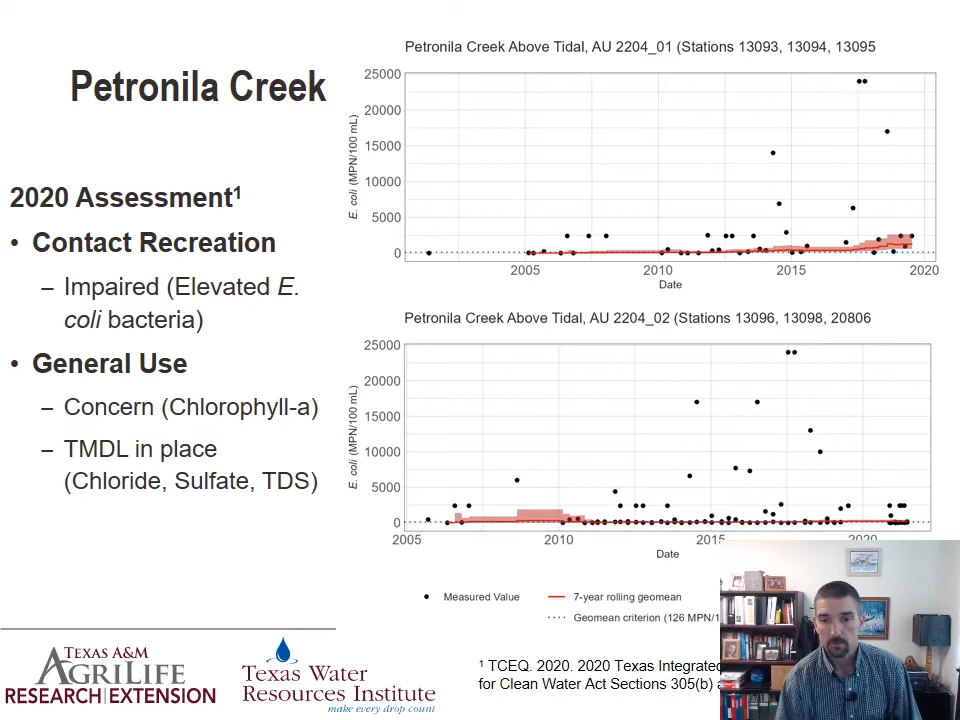 Petronila Creek
2020 Assessment¹
• Contact Recreation
– Impaired (Elevated E.
coli bacteria)
• General Use
– Concern (Chlorophyll-a)
– TMDL in place
(Chloride, Sulfate, TDS)
Petronila Creek Above Tidal, AU 2204_01 (Stations 13093, 13094, 13095
E. coli (MPN/100 mL)
25000
20000
15000
10000
5000
0
2005 2010 2015 2020
Date
Petronila Creek Above Tidal, AU 2204_02 (Stations 13096, 13098, 20806
E. coli (MPN/100 mL)
25000
20000
15000
10000
5000
0
2005 2010 2015 2020
Date
Measured Value
7-year rolling geomean
Geomean criterion (126 MPN/1
TEXAS A&M
AGRILIFE
RESEARCH | EXTENSION
Texas Water
Resources Institute
make every drop count
¹ TCEQ. 2020. 2020 Texas Integrated
for Clean Water Act Sections 305(b) a